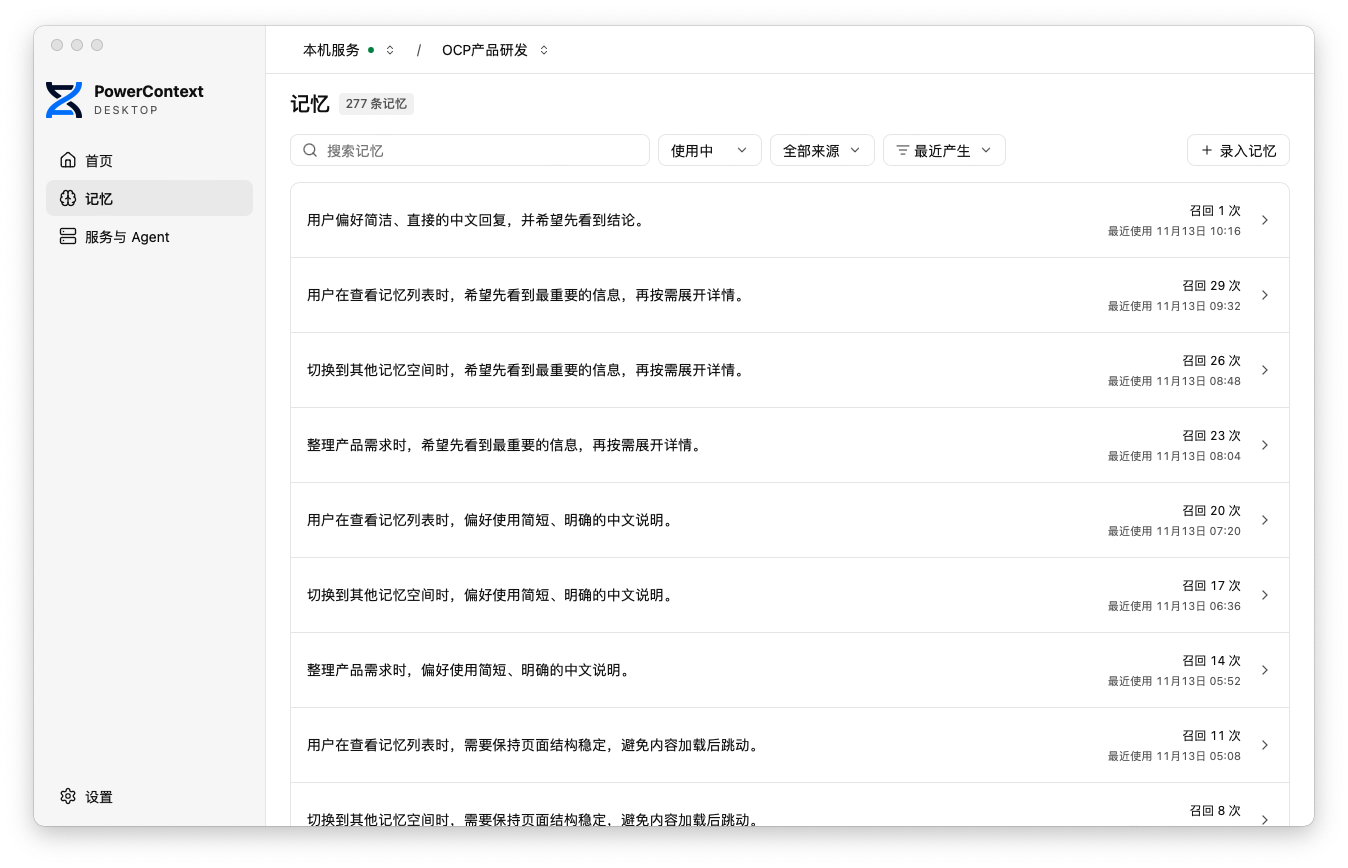 本机服务 / OCP产品研发
PowerContext
DESKTOP
首页
记忆
服务与 Agent
设置
记忆 277 条记忆
搜索记忆 使用中 全部来源 最近产生 + 录入记忆
用户偏好简洁、直接的中文回复，并希望先看到结论。
召回 1 次
最近使用 11月13日 10:16
用户在查看记忆列表时，希望先看到最重要的信息，再按需展开详情。
召回 29 次
最近使用 11月13日 09:32
切换到其他记忆空间时，希望先看到最重要的信息，再按需展开详情。
召回 26 次
最近使用 11月13日 08:48
整理产品需求时，希望先看到最重要的信息，再按需展开详情。
召回 23 次
最近使用 11月13日 08:04
用户在查看记忆列表时，偏好使用简短、明确的中文说明。
召回 20 次
最近使用 11月13日 07:20
切换到其他记忆空间时，偏好使用简短、明确的中文说明。
召回 17 次
最近使用 11月13日 06:36
整理产品需求时，偏好使用简短、明确的中文说明。
召回 14 次
最近使用 11月13日 05:52
用户在查看记忆列表时，需要保持页面结构稳定，避免内容加载后跳动。
召回 11 次
最近使用 11月13日 05:08
切换到其他记忆空间时，需要保持页面结构稳定，避免内容加载后跳动。
召回 8 次